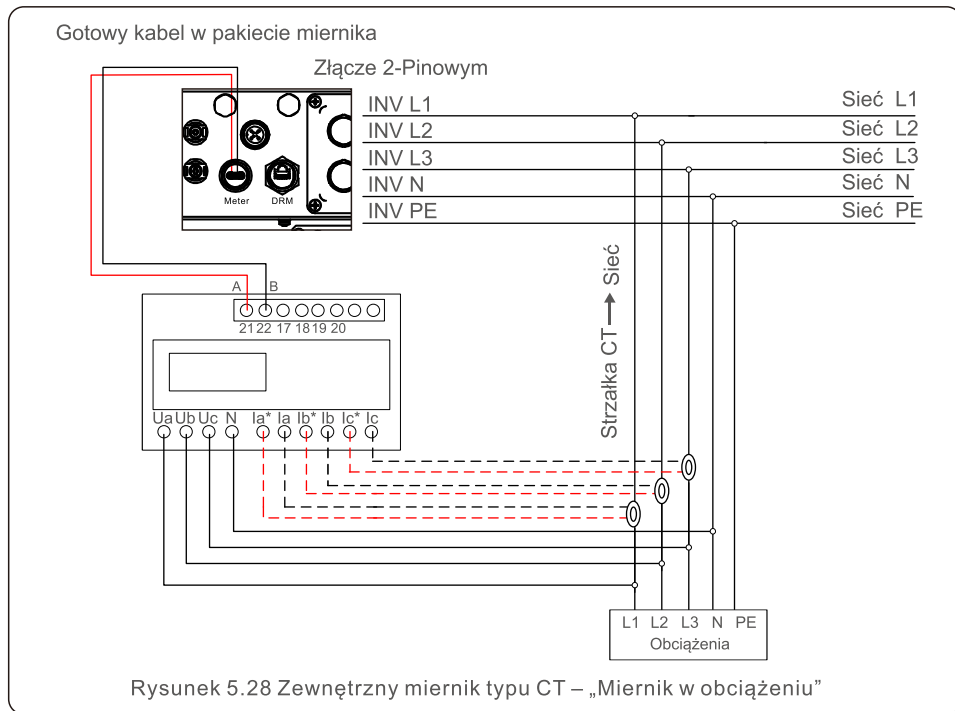 Gotowy kabel w pakiecie miernika
Złącze 2-Pinowym
INV L1 Sieć L1
INV L2 Sieć L2
INV L3 Sieć L3
INV N Sieć N
INV PE Sieć PE
Meter DRM
Strzałka CT → Sieć
A B
21 22 17 18 19 20
Ua Ub Uc N Ia* Ia Ib* Ib Ic* Ic
L1 L2 L3 N PE
Obciążenia
Rysunek 5.28 Zewnętrzny miernik typu CT – „Miernik w obciążeniu”